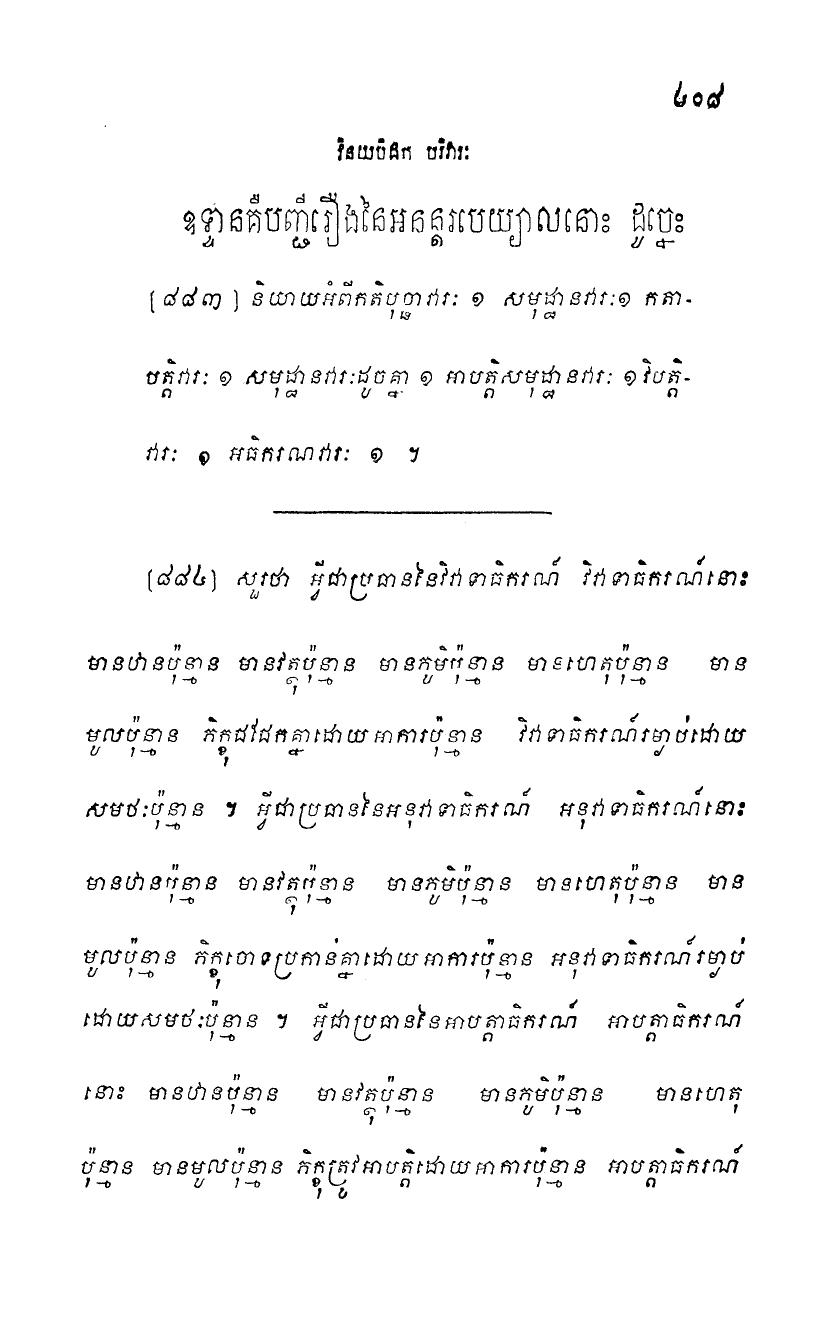 ៤០៨
វិនយបិដក បរិវារៈ
ឧទ្ទានគឺបញ្ជីរឿងនៃអនន្តរបេយ្យាលនោះ ដូច្នេះ
[៨៨៣] និយាយអំពីកតិបុច្ឆាវារៈ ១ សមុដ្ឋានវារៈ១ កតា-
បត្តិវារៈ ១ សមុដ្ឋានវារៈដូចគ្នា ១ អាបត្តិសមុដ្ឋានវារៈ ១វិបត្តិ-
វារៈ ១ អធិករណវារៈ ១ ។
[៨៨៤] សួរថា អ្វីជាប្រធាននៃវិវាទាធិករណ៍ វិវាទាធិករណ៍នោះ
មានឋានប៉ុន្មាន មានវត្ថុប៉ុន្មាន មានភូមិប៉ុន្មាន មានហេតុប៉ុន្មាន មាន
មូលប៉ុន្មាន ភិក្ខុដដែកគ្នាដោយអាការប៉ុន្មាន វិវាទាធិករណ៍រម្ងាប់ដោយ
សមថៈប៉ុន្មាន ។ អ្វីជាប្រធាននៃអនុវាទាធិករណ៍ អនុវាទាធិករណ៍នោះ
មានឋានប៉ុន្មាន មានវត្ថុប៉ុន្មាន មានភូមិប៉ុន្មាន មានហេតុប៉ុន្មាន មាន
មូលប៉ុន្មាន ភិក្ខុចោទប្រកាន់គ្នាដោយអាការប៉ុន្មាន អនុវាទាធិករណ៍រម្ងាប់
ដោយសមថៈប៉ុន្មាន ។ អ្វីជាប្រធាននៃអាបត្តាធិករណ៍ អាបត្តាធិករណ៍
នោះ មានឋានប៉ុន្មាន មានវត្ថុប៉ុន្មាន មានភូមិប៉ុន្មាន មានហេតុ
ប៉ុន្មាន មានមូលប៉ុន្មាន ភិក្ខុត្រូវអាបត្តិដោយអាការប៉ុន្មាន អាបត្តាធិករណ៍